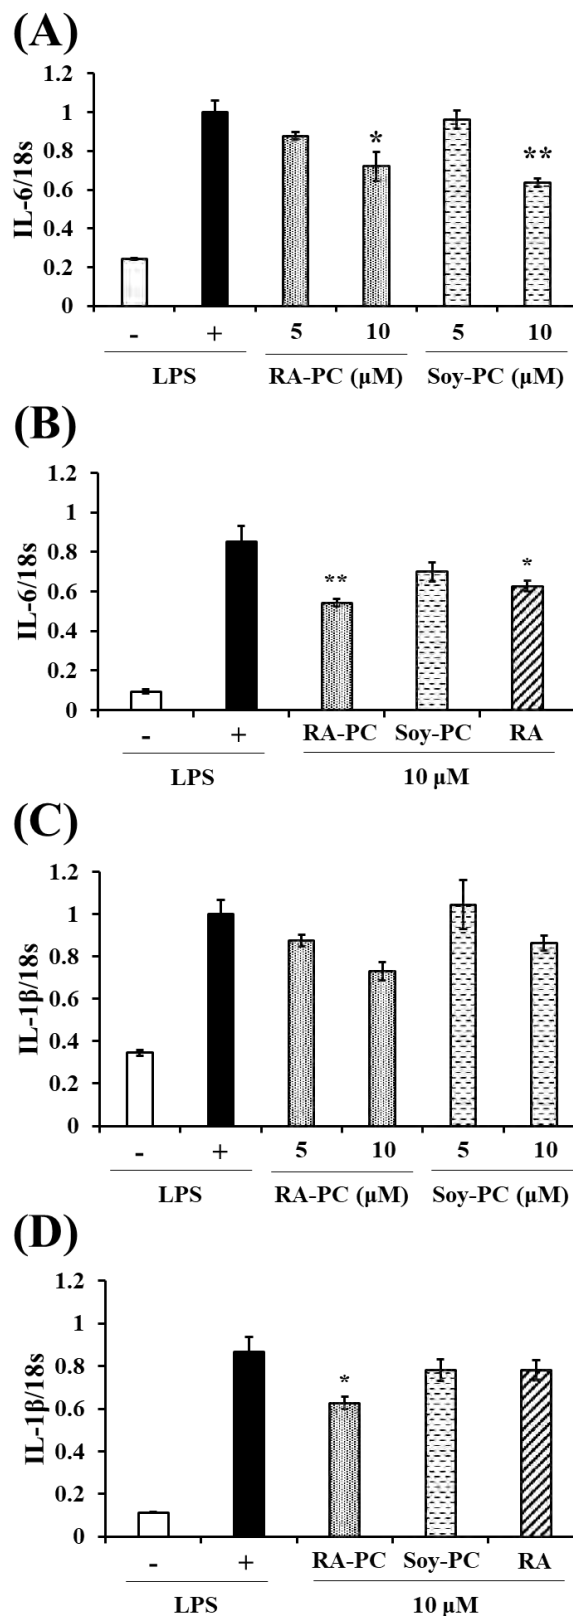 (A)
1.2
1
0.8
0.6
0.4
0.2
0
IL-6/18s
*
**
- + 5 10 5 10
LPS RA-PC (μM) Soy-PC (μM)
(B)
1.2
1
0.8
0.6
0.4
0.2
0
IL-6/18s
**
*
- + RA-PC Soy-PC RA
LPS 10 μM
(C)
1.2
1
0.8
0.6
0.4
0.2
0
IL-1β/18s
- + 5 10 5 10
LPS RA-PC (μM) Soy-PC (μM)
(D)
1.2
1
0.8
0.6
0.4
0.2
0
IL-1β/18s
*
- + RA-PC Soy-PC RA
LPS 10 μM